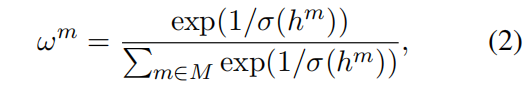 ω^m = exp(1/σ(h^m)) / ∑_{m∈M} exp(1/σ(h^m)), (2)